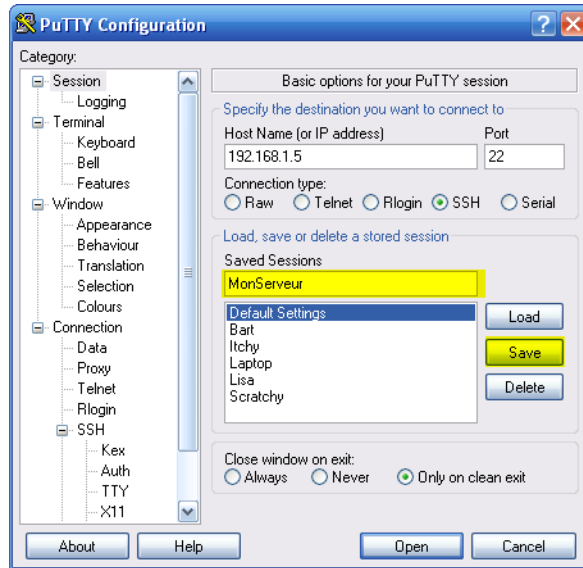 PuTTY Configuration
Category:
Session
Logging
Terminal
Keyboard
Bell
Features
Window
Appearance
Behaviour
Translation
Selection
Colours
Connection
Data
Proxy
Telnet
Rlogin
SSH
Kex
Auth
TTY
X11
Basic options for your PuTTY session
Specify the destination you want to connect to
Host Name (or IP address) Port
192.168.1.5 22
Connection type:
Raw Telnet Rlogin SSH Serial
Load, save or delete a stored session
Saved Sessions
MonServeur
Default Settings
Bart
Itchy
Laptop
Lisa
Scratchy
Load
Save
Delete
Close window on exit:
Always Never Only on clean exit
About Help Open Cancel